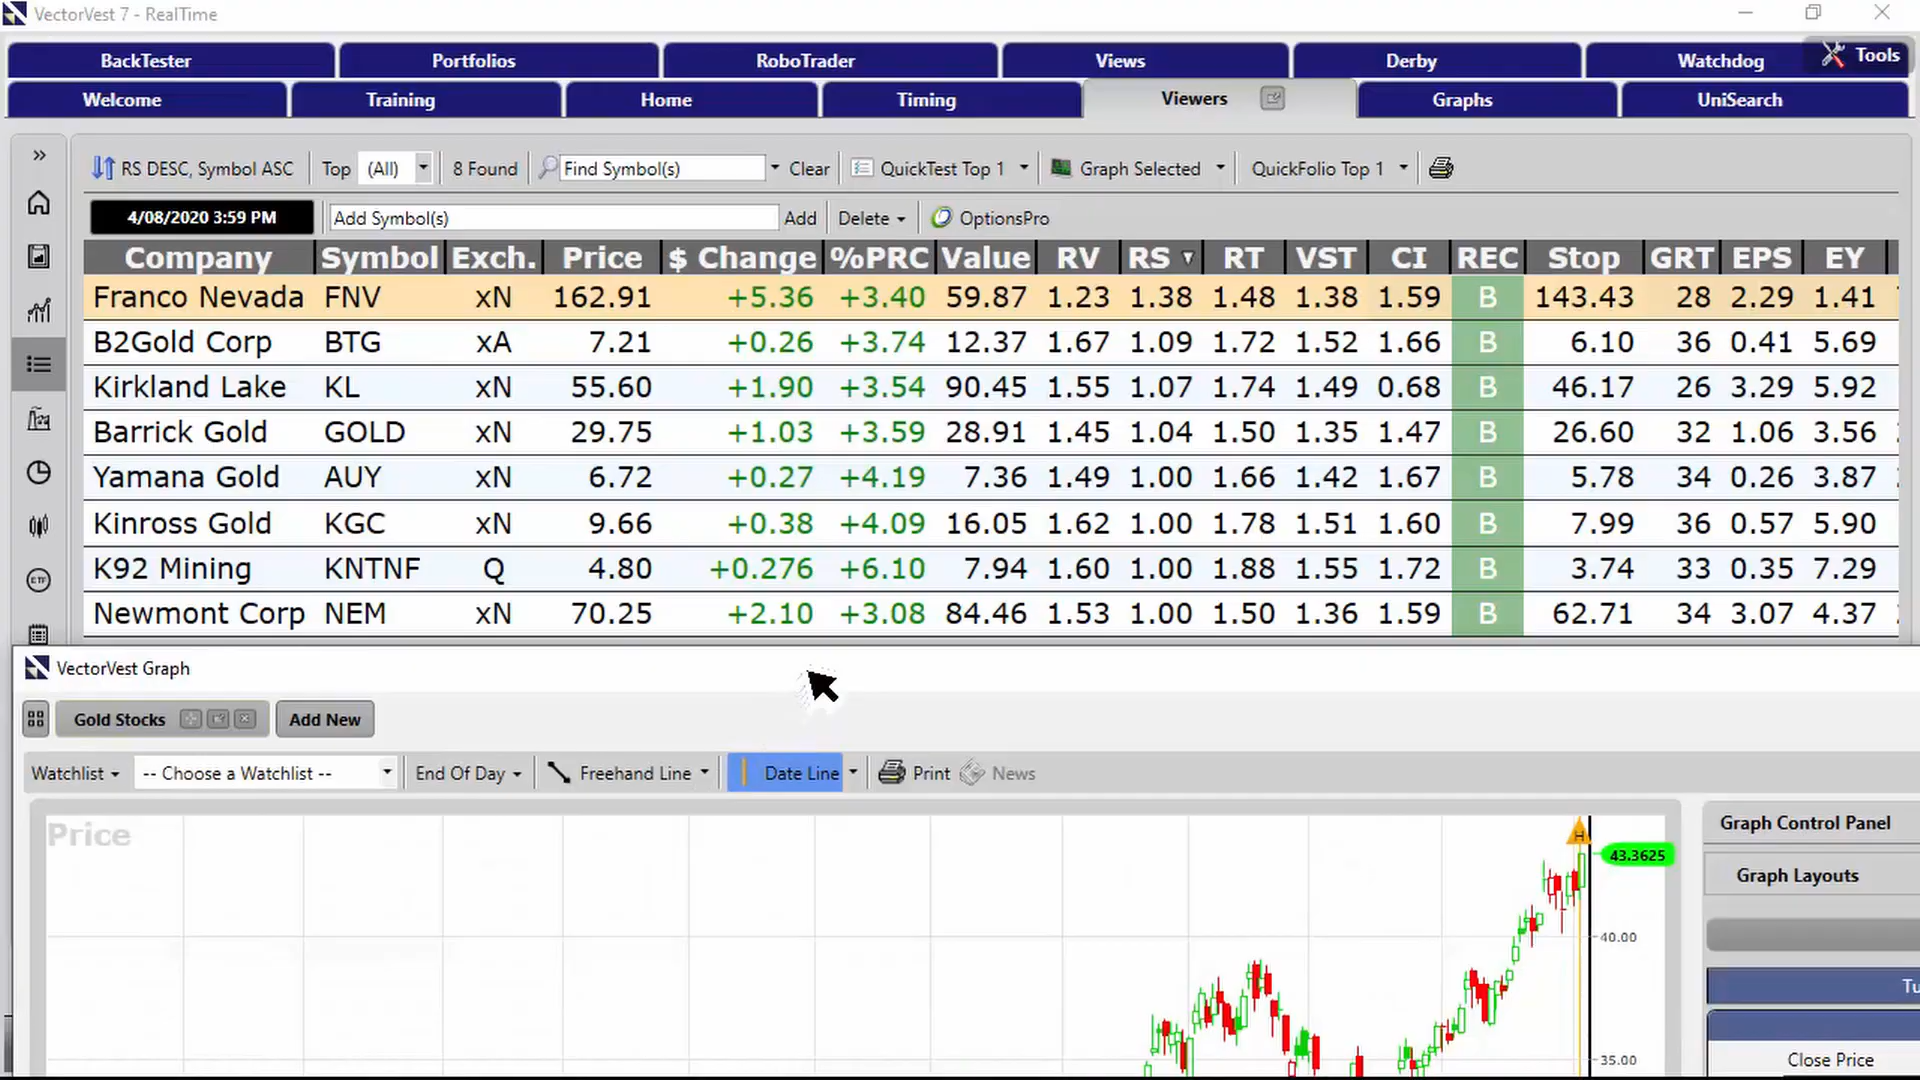 VectorVest 7 - RealTime
BackTester Portfolios RoboTrader Views Derby Watchdog Tools
Welcome Training Home Timing Viewers Graphs UniSearch
RS DESC, Symbol ASC Top (All) 8 Found Find Symbol(s) Clear QuickTest Top 1 Graph Selected QuickFolio Top 1
4/08/2020 3:59 PM Add Symbol(s) Add Delete OptionsPro
Company Symbol Exch. Price $ Change %PRC Value RV RS RT VST CI REC Stop GRT EPS EY
Franco Nevada FNV xN 162.91 +5.36 +3.40 59.87 1.23 1.38 1.48 1.38 1.59 B 143.43 28 2.29 1.41
B2Gold Corp BTG xA 7.21 +0.26 +3.74 12.37 1.67 1.09 1.72 1.52 1.66 B 6.10 36 0.41 5.69
Kirkland Lake KL xN 55.60 +1.90 +3.54 90.45 1.55 1.07 1.74 1.49 0.68 B 46.17 26 3.29 5.92
Barrick Gold GOLD xN 29.75 +1.03 +3.59 28.91 1.45 1.04 1.50 1.35 1.47 B 26.60 32 1.06 3.56
Yamana Gold AUY xN 6.72 +0.27 +4.19 7.36 1.49 1.00 1.66 1.42 1.67 B 5.78 34 0.26 3.87
Kinross Gold KGC xN 9.66 +0.38 +4.09 16.05 1.62 1.00 1.78 1.51 1.60 B 7.99 36 0.57 5.90
K92 Mining KNTNF Q 4.80 +0.276 +6.10 7.94 1.60 1.00 1.88 1.55 1.72 B 3.74 33 0.35 7.29
Newmont Corp NEM xN 70.25 +2.10 +3.08 84.46 1.53 1.00 1.50 1.36 1.59 B 62.71 34 3.07 4.37
VectorVest Graph
Gold Stocks Add New
Watchlist -- Choose a Watchlist -- End Of Day Freehand Line Date Line Print News
Price
H
43.3625
40.00
35.00
Graph Control Panel
Graph Layouts
Close Price